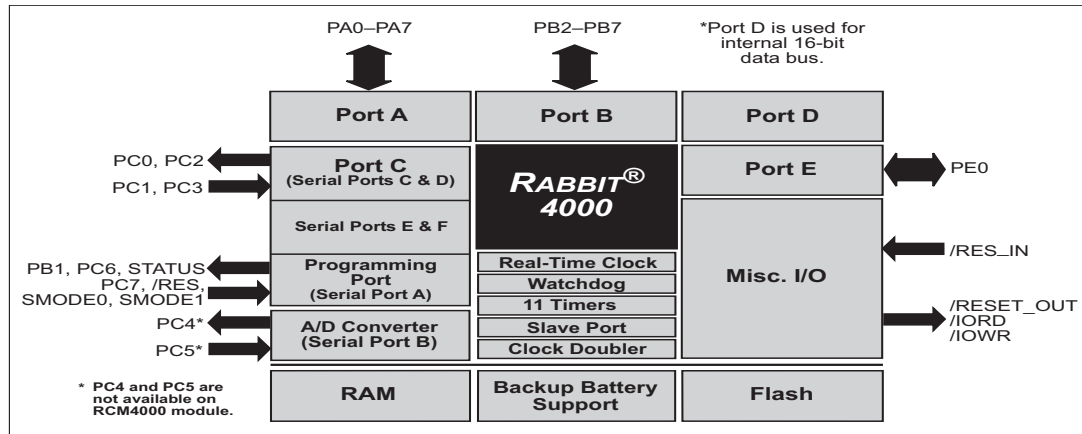 PA0–PA7
PB2–PB7
*Port D is used for
internal 16-bit
data bus.
Port A
Port B
Port D
PC0, PC2
PC1, PC3
Port C
(Serial Ports C & D)
RABBIT®
4000
Port E
PE0
Serial Ports E & F
PB1, PC6, STATUS
PC7, /RES,
SMODE0, SMODE1
Programming
Port
(Serial Port A)
Real-Time Clock
Watchdog
11 Timers
Slave Port
Clock Doubler
Misc. I/O
/RES_IN
/RESET_OUT
/IORD
/IOWR
PC4*
PC5*
A/D Converter
(Serial Port B)
* PC4 and PC5 are
not available on
RCM4000 module.
RAM
Backup Battery
Support
Flash